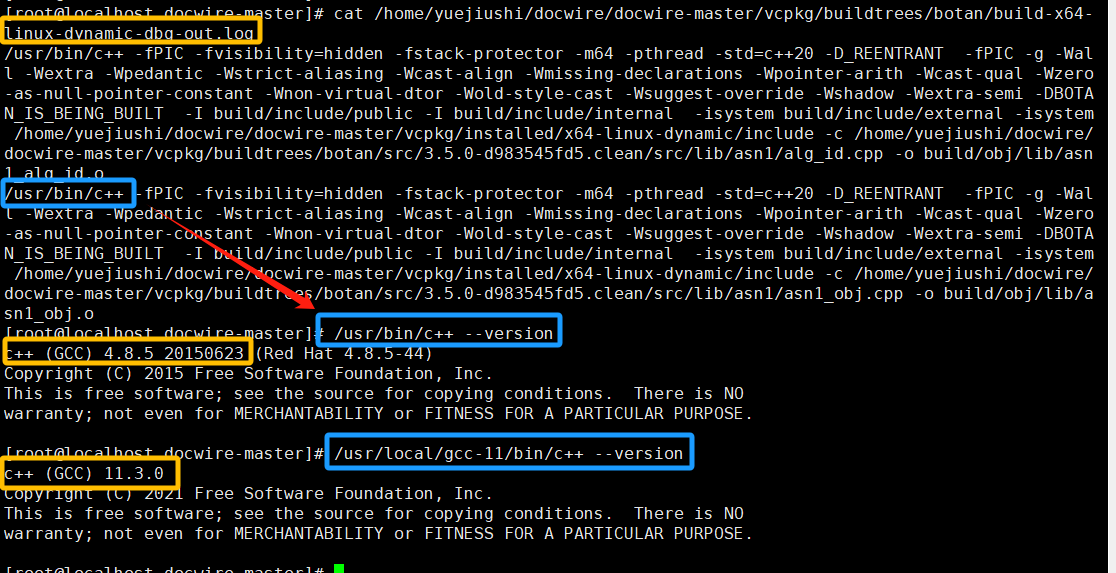 [root@localhost docwire-master]# cat /home/yuejiushi/docwire/docwire-master/vcpkg/buildtrees/botan/build-x64-
linux-dynamic-dbg-out.log
/usr/bin/c++ -fPIC -fvisibility=hidden -fstack-protector -m64 -pthread -std=c++20 -D_REENTRANT  -fPIC -g -Wal
l -Wextra -Wpedantic -Wstrict-aliasing -Wcast-align -Wmissing-declarations -Wpointer-arith -Wcast-qual -Wzero
-as-null-pointer-constant -Wnon-virtual-dtor -Wold-style-cast -Wsuggest-override -Wshadow -Wextra-semi -DBOTA
N_IS_BEING_BUILT  -I build/include/public -I build/include/internal  -isystem build/include/external -isystem
 /home/yuejiushi/docwire/docwire-master/vcpkg/installed/x64-linux-dynamic/include -c /home/yuejiushi/docwire/
docwire-master/vcpkg/buildtrees/botan/src/3.5.0-d983545fd5.clean/src/lib/asn1/alg_id.cpp -o build/obj/lib/asn
1_alg_id.o
/usr/bin/c++ -fPIC -fvisibility=hidden -fstack-protector -m64 -pthread -std=c++20 -D_REENTRANT  -fPIC -g -Wal
l -Wextra -Wpedantic -Wstrict-aliasing -Wcast-align -Wmissing-declarations -Wpointer-arith -Wcast-qual -Wzero
-as-null-pointer-constant -Wnon-virtual-dtor -Wold-style-cast -Wsuggest-override -Wshadow -Wextra-semi -DBOTA
N_IS_BEING_BUILT  -I build/include/public -I build/include/internal  -isystem build/include/external -isystem
 /home/yuejiushi/docwire/docwire-master/vcpkg/installed/x64-linux-dynamic/include -c /home/yuejiushi/docwire/
docwire-master/vcpkg/buildtrees/botan/src/3.5.0-d983545fd5.clean/src/lib/asn1/asn1_obj.cpp -o build/obj/lib/a
sn1_obj.o
[root@localhost docwire-master]# /usr/bin/c++ --version
c++ (GCC) 4.8.5 20150623 (Red Hat 4.8.5-44)
Copyright (C) 2015 Free Software Foundation, Inc.
This is free software; see the source for copying conditions.  There is NO
warranty; not even for MERCHANTABILITY or FITNESS FOR A PARTICULAR PURPOSE.
[root@localhost docwire-master]# /usr/local/gcc-11/bin/c++ --version
c++ (GCC) 11.3.0
Copyright (C) 2021 Free Software Foundation, Inc.
This is free software; see the source for copying conditions.  There is NO
warranty; not even for MERCHANTABILITY or FITNESS FOR A PARTICULAR PURPOSE.
[root@localhost docwire-master]#